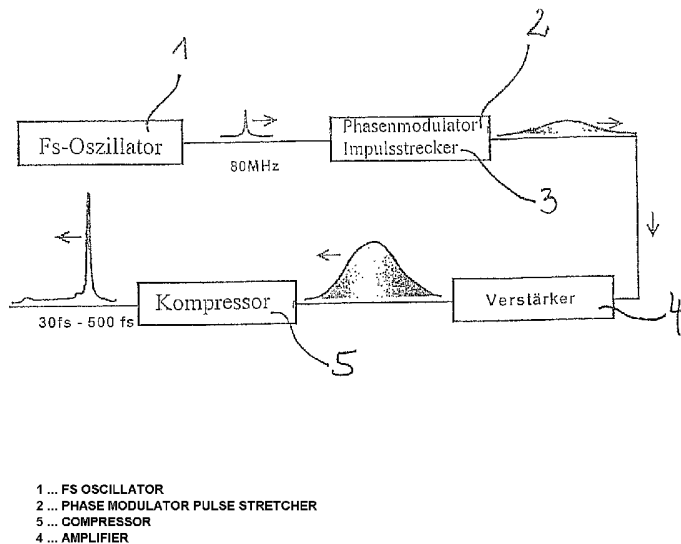 1
2
Fs-Oszillator
80MHz
Phasenmodulator
Impulsstrecker
3
30fs - 500 fs
Kompressor
Verstärker
4
5
1 ... FS OSCILLATOR
2 ... PHASE MODULATOR PULSE STRETCHER
5 ... COMPRESSOR
4 ... AMPLIFIER